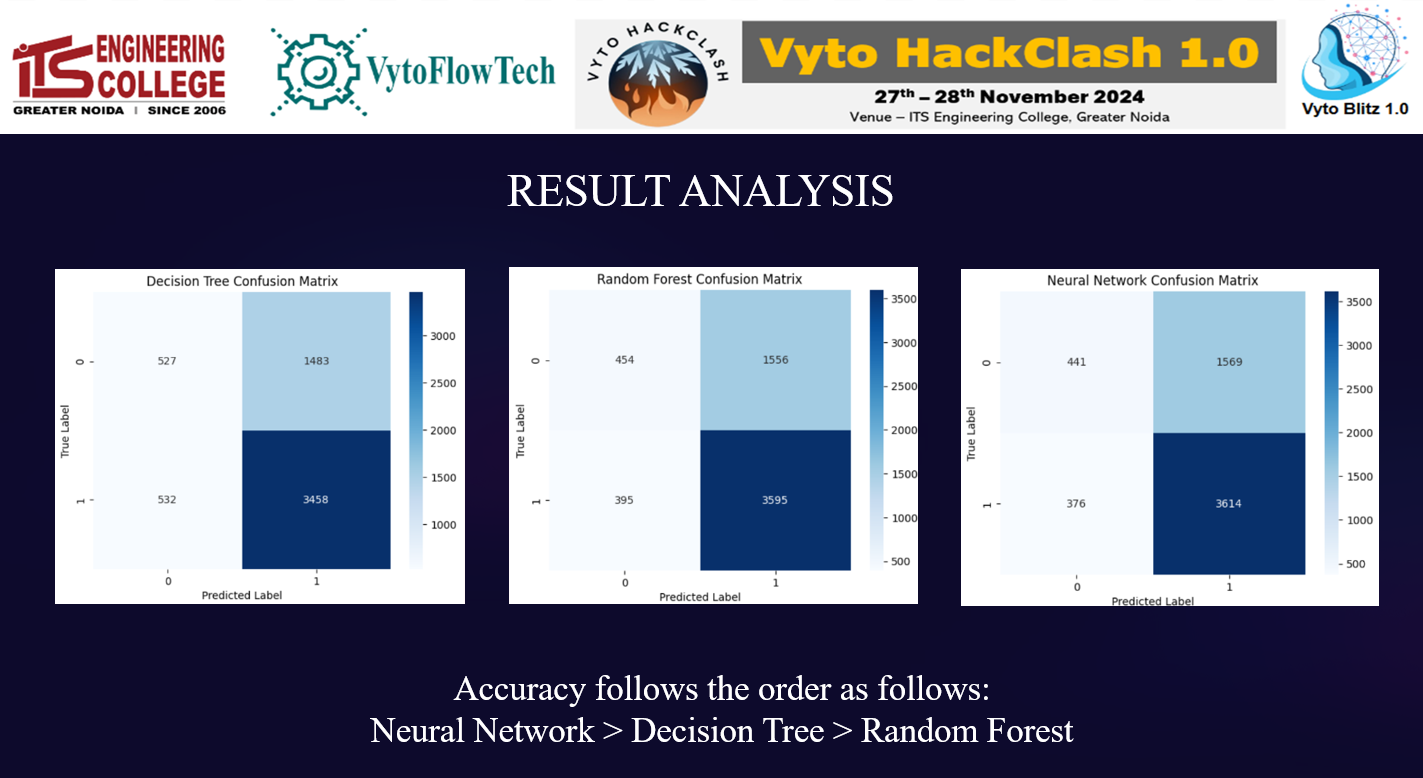 iTS ENGINEERING
COLLEGE
GREATER NOIDA | SINCE 2006
VytoFlowTech
VYTO HACKCLASH
Vyto HackClash 1.0
27th – 28th November 2024
Venue – ITS Engineering College, Greater Noida
Vyto Blitz 1.0
RESULT ANALYSIS
Decision Tree Confusion Matrix
True Label
0
527
1483
1
532
3458
0
1
Predicted Label
3000
2500
2000
1500
1000
Random Forest Confusion Matrix
True Label
0
454
1556
1
395
3595
0
1
Predicted Label
3500
3000
2500
2000
1500
1000
500
Neural Network Confusion Matrix
True Label
0
441
1569
1
376
3614
0
1
Predicted Label
3500
3000
2500
2000
1500
1000
500
Accuracy follows the order as follows:
Neural Network > Decision Tree > Random Forest